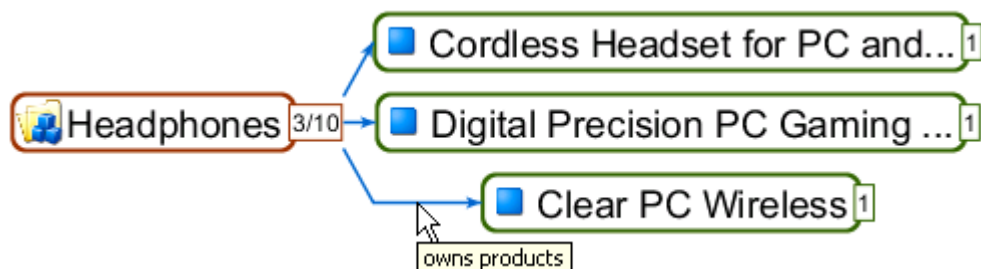 Cordless Headset for PC and... 1
Headphones 3/10
Digital Precision PC Gaming ... 1
Clear PC Wireless 1
owns products